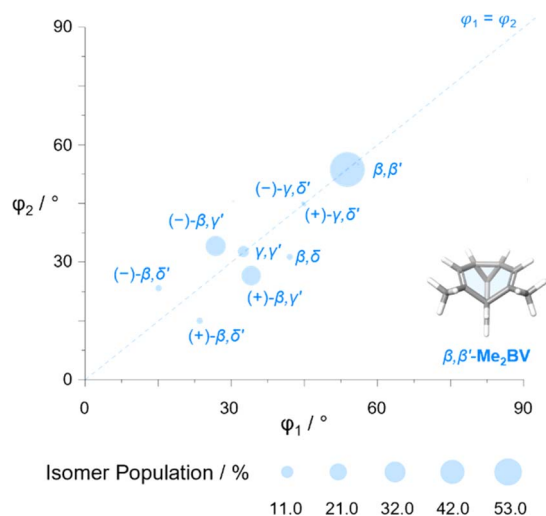 90
φ₁ = φ₂
60
β,β′
(−)-γ,δ′
(+)-γ,δ′
φ₂ / °
(−)-β,γ′
γ,γ′
β,δ
30
(−)-β,δ′
(+)-β,γ′
(+)-β,δ′
β,β′-Me₂BV
0
0 30 60 90
φ₁ / °
Isomer Population / %
11.0 21.0 32.0 42.0 53.0